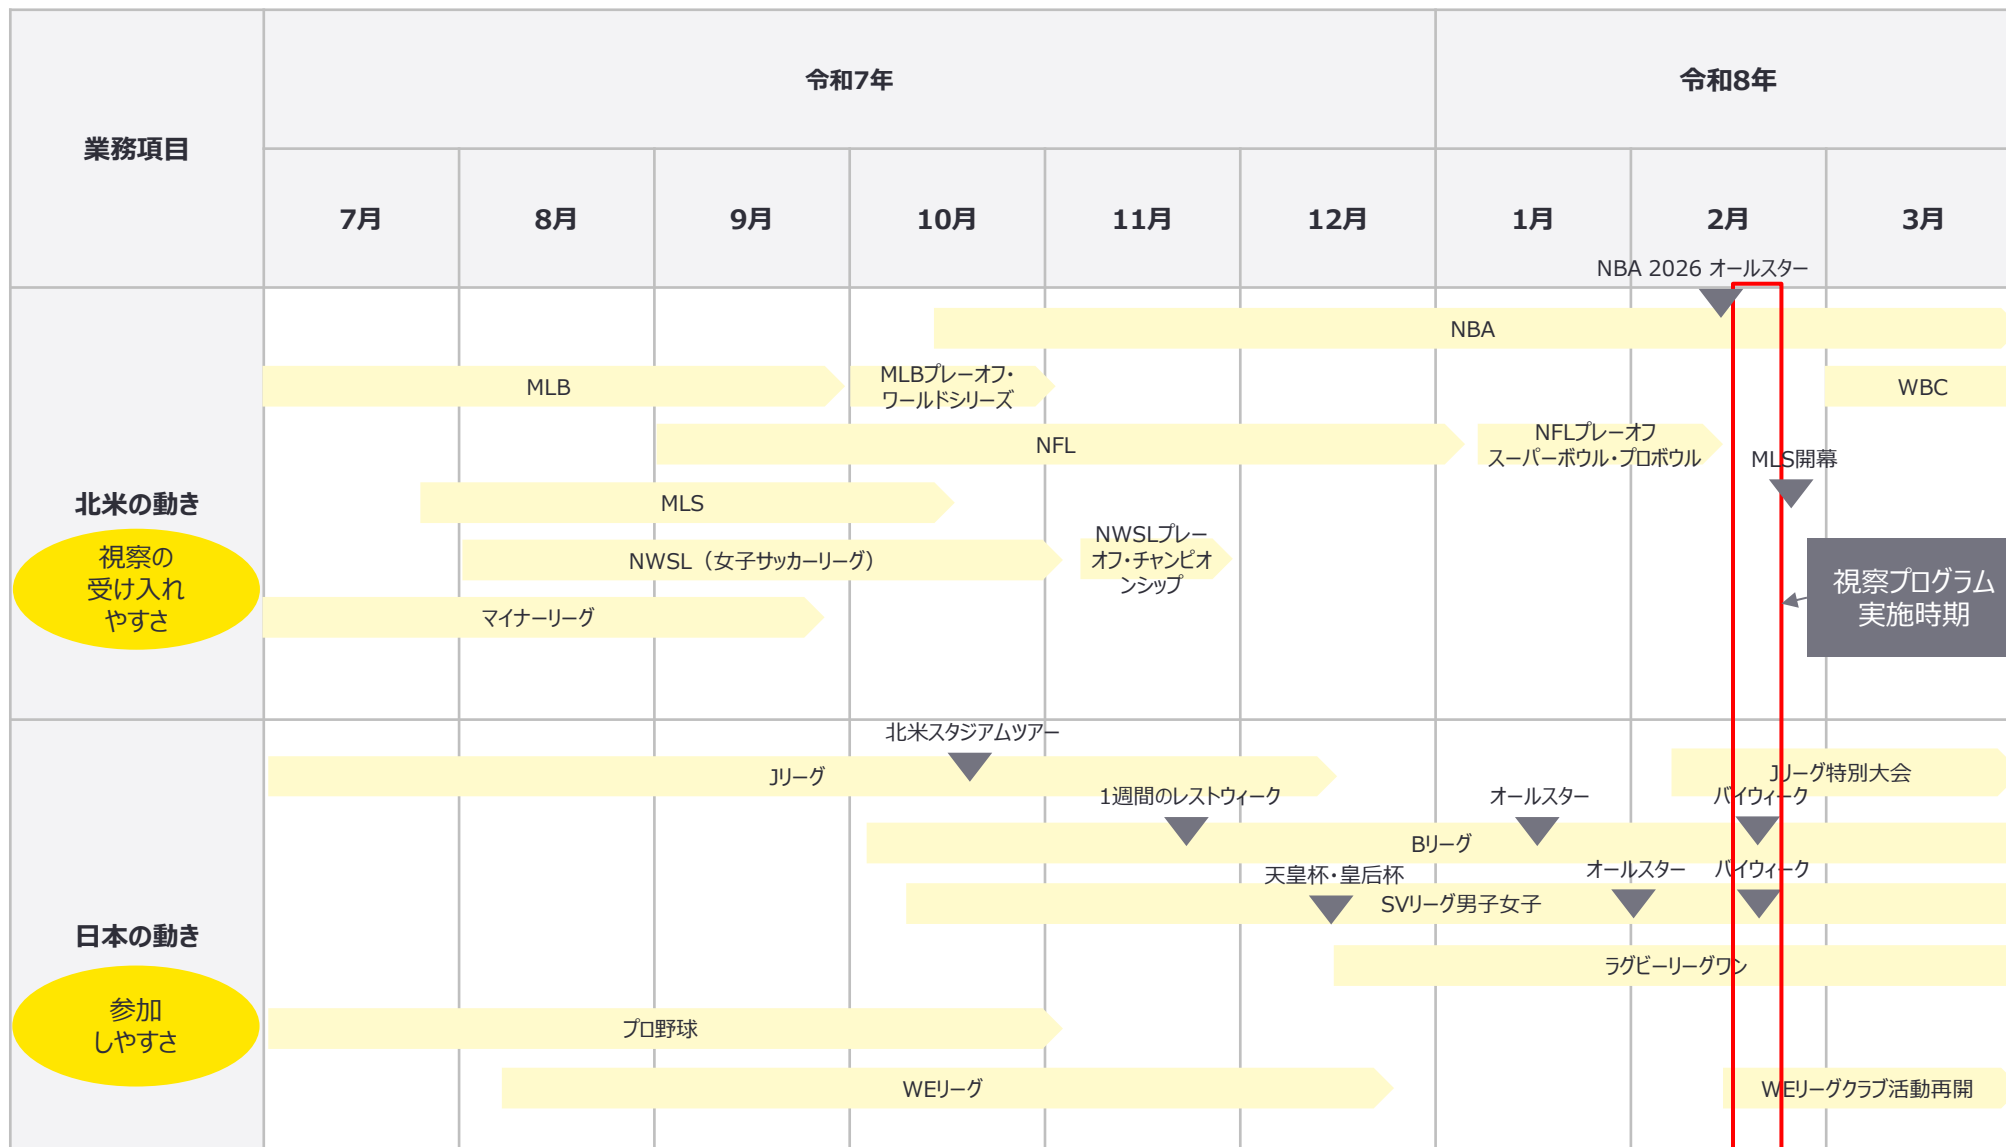 業務項目
令和7年
令和8年
7月
8月
9月
10月
11月
12月
1月
2月
3月
北米の動き
視察の
受け入れ
やすさ
NBA 2026 オールスター
NBA
MLB
MLBプレーオフ・
ワールドシリーズ
WBC
NFL
NFLプレーオフ
スーパーボウル・プロボウル
MLS開幕
MLS
NWSL（女子サッカーリーグ）
NWSLプレー
オフ・チャンピオ
ンシップ
マイナーリーグ
視察プログラム
実施時期
日本の動き
参加
しやすさ
北米スタジアムツアー
Jリーグ
Jリーグ特別大会
1週間のレストウィーク
オールスター
バイウィーク
Bリーグ
天皇杯・皇后杯
オールスター
バイウィーク
SVリーグ男子女子
ラグビーリーグワン
プロ野球
WEリーグ
WEリーグクラブ活動再開